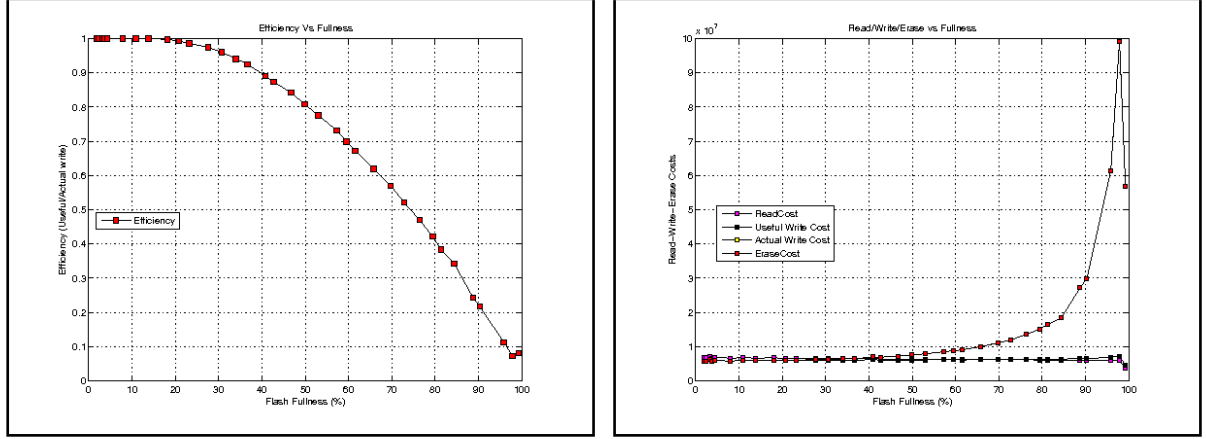 Efficiency Vs Fullness
1
0.9
0.8
0.7
0.6
0.5
0.4
0.3
0.2
0.1
0
Efficiency (Useful/Actual write)
Efficiency
0 10 20 30 40 50 60 70 80 90 100
Flash Fullness (%)
Read/Write/Erase vs Fullness
x 10^7
10
9
8
7
6
5
4
3
2
1
0
Read-Write-Erase Costs
ReadCost
Useful Write Cost
Actual Write Cost
EraseCost
0 10 20 30 40 50 60 70 80 90 100
Flash Fullness (%)